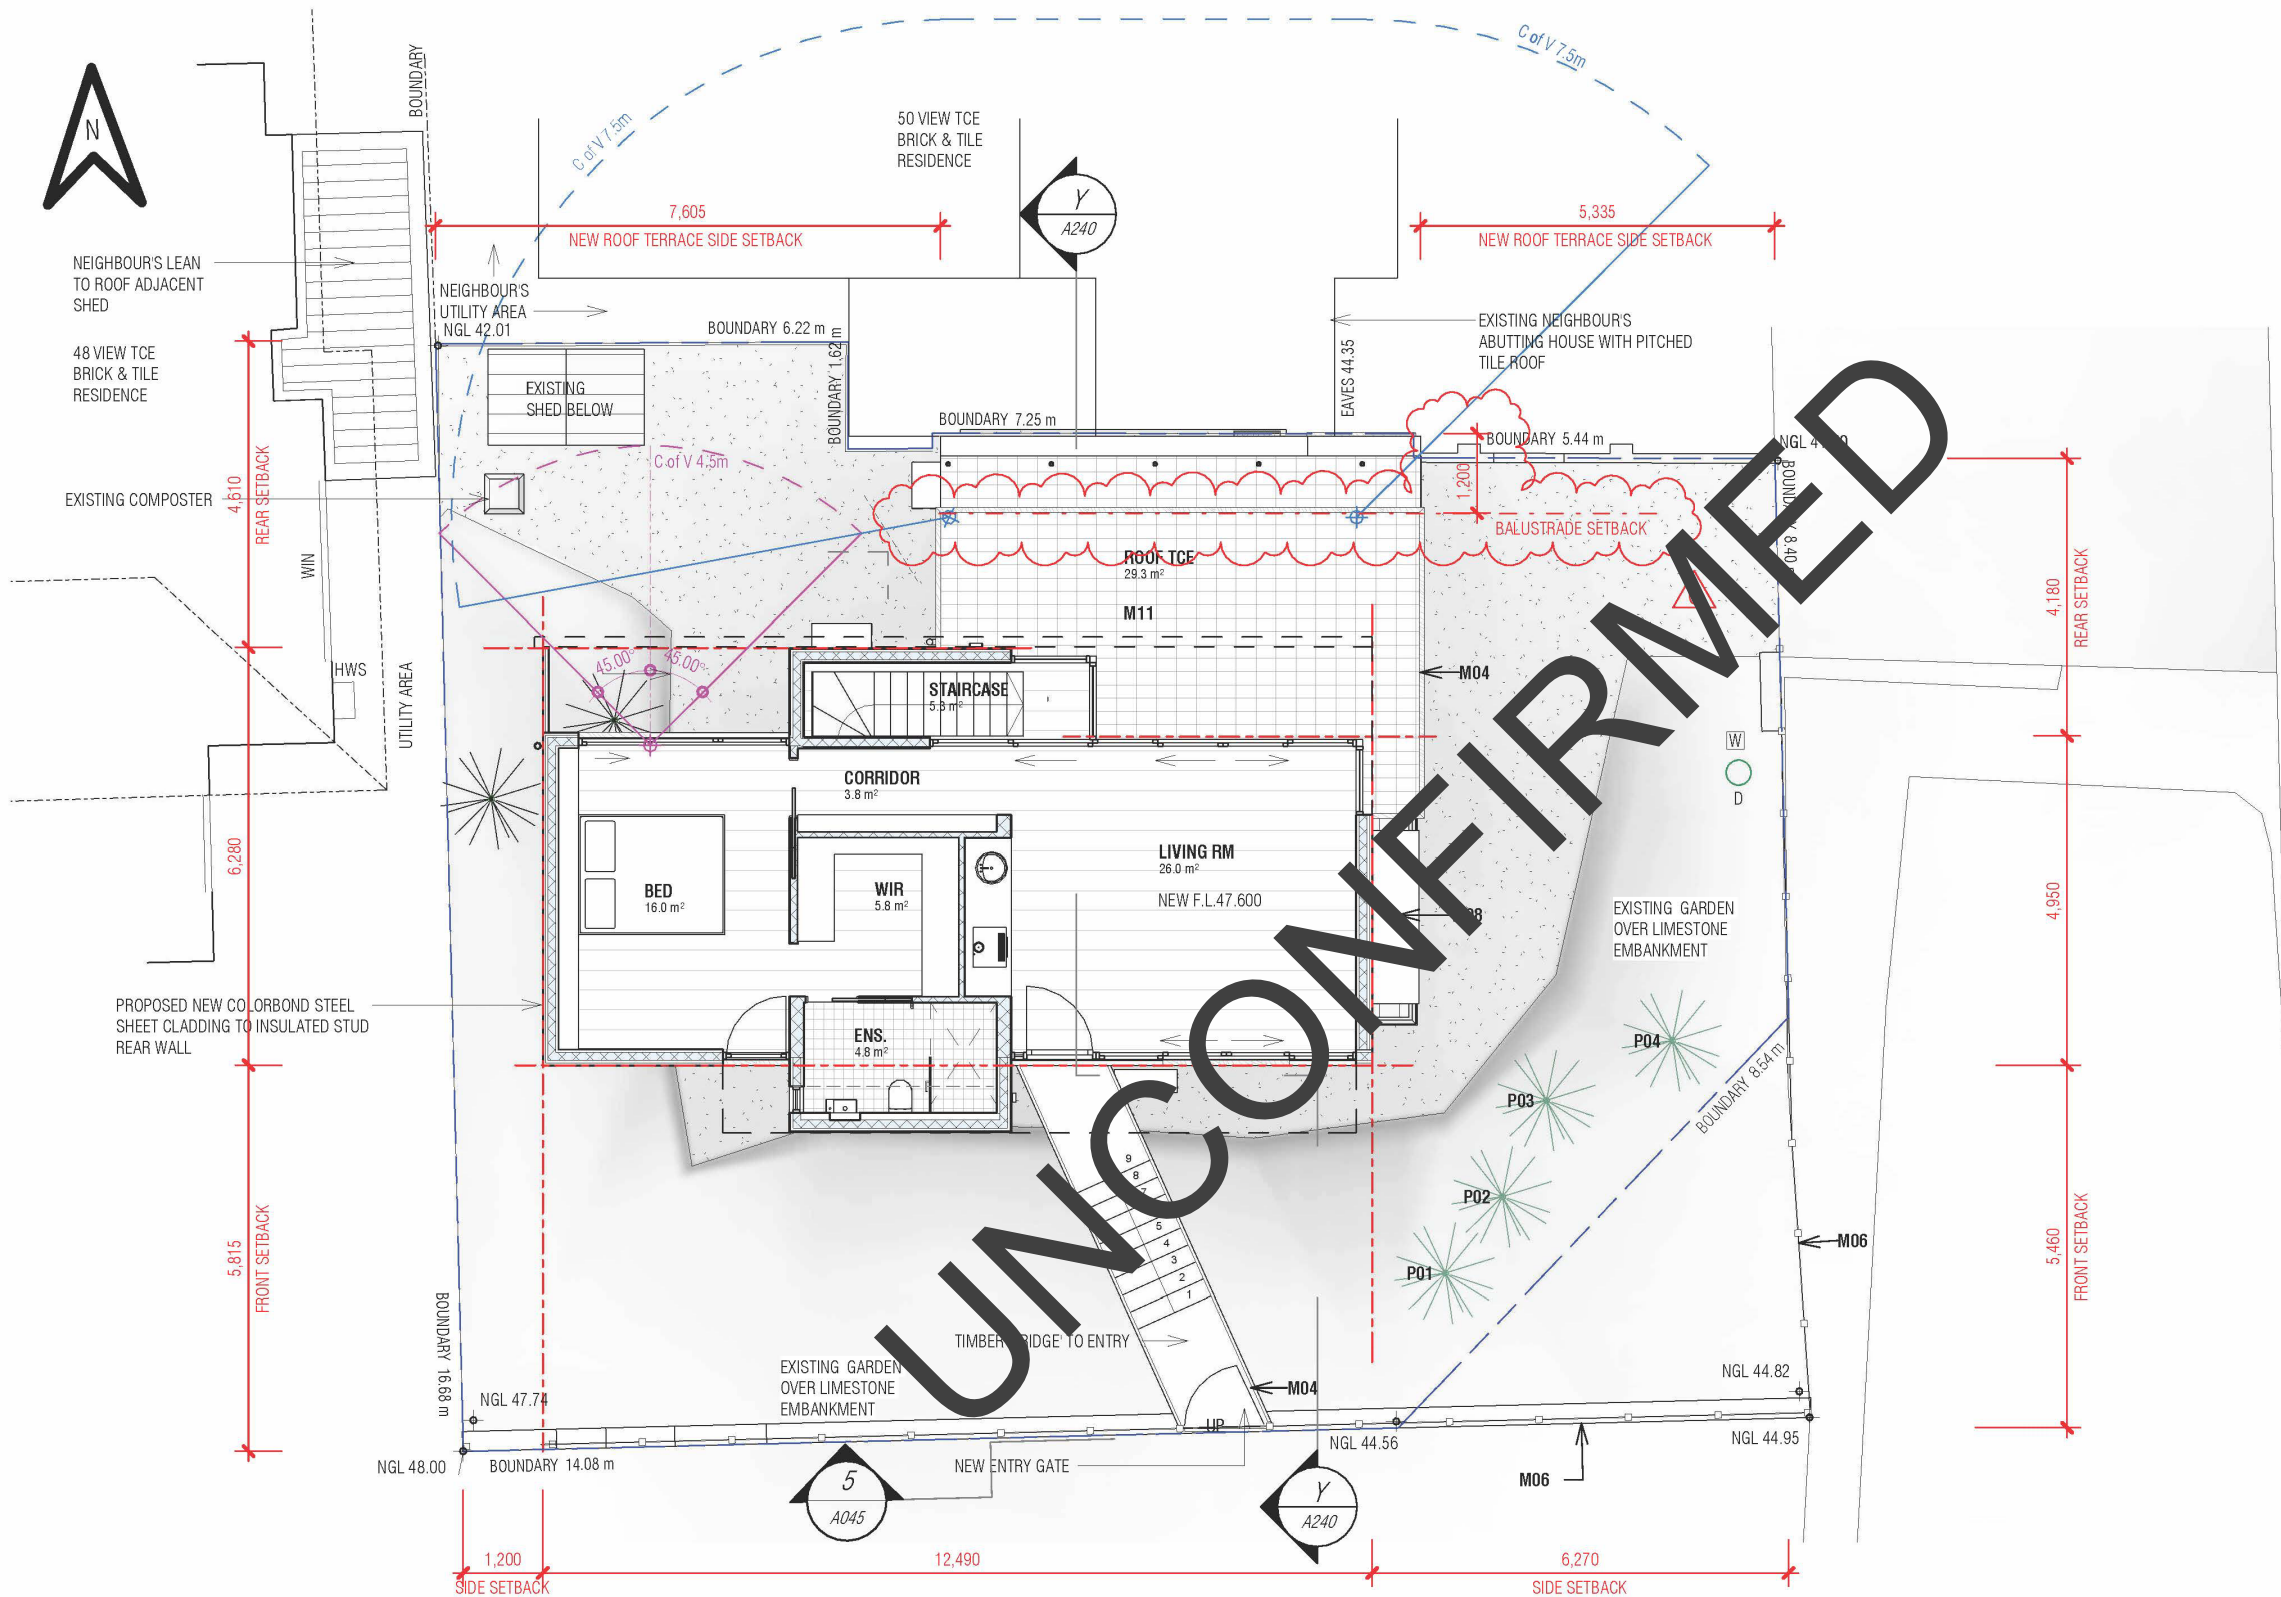 C of V 7.5m
BOUNDARY
C of V 7.5m
50 VIEW TCE
BRICK & TILE
RESIDENCE
N
Y
A240
7,605
NEW ROOF TERRACE SIDE SETBACK
5,335
NEW ROOF TERRACE SIDE SETBACK
NEIGHBOUR'S LEAN
TO ROOF ADJACENT
SHED
NEIGHBOUR'S
UTILITY AREA
NGL 42.01
BOUNDARY 6.22 m
BOUNDARY 1.62 m
EXISTING NEIGHBOUR'S
ABUTTING HOUSE WITH PITCHED
TILE ROOF
EAVES 44.35
48 VIEW TCE
BRICK & TILE
RESIDENCE
EXISTING
SHED BELOW
BOUNDARY 7.25 m
BOUNDARY 5.44 m
C of V 4.5m
EXISTING COMPOSTER
4,610
REAR SETBACK
1,200
BALUSTRADE SETBACK
BOUNDARY 8.40
ROOF TCE
29.3 m²
M11
WIN
HWS
UTILITY AREA
45.00°
45.00°
STAIRCASE
5.3 m²
M04
4,180
REAR SETBACK
W
D
CORRIDOR
3.8 m²
6,280
BED
16.0 m²
WIR
5.8 m²
LIVING RM
26.0 m²
NEW F.L.47.600
4,950
EXISTING GARDEN
OVER LIMESTONE
EMBANKMENT
PROPOSED NEW COLORBOND STEEL
SHEET CLADDING TO INSULATED STUD
REAR WALL
ENS.
4.8 m²
P04
P03
P02
P01
BOUNDARY 8.54 m
9
8
7
5
4
3
2
1
5,815
FRONT SETBACK
5,460
FRONT SETBACK
M06
BOUNDARY 16.68 m
TIMBER TO ENTRY
EXISTING GARDEN
OVER LIMESTONE
EMBANKMENT
M04
NGL 47.74
NGL 44.82
UP
NGL 48.00
BOUNDARY 14.08 m
NEW ENTRY GATE
NGL 44.56
NGL 44.95
M06
5
A045
Y
A240
1,200
SIDE SETBACK
12,490
6,270
SIDE SETBACK
UNCONFIRMED